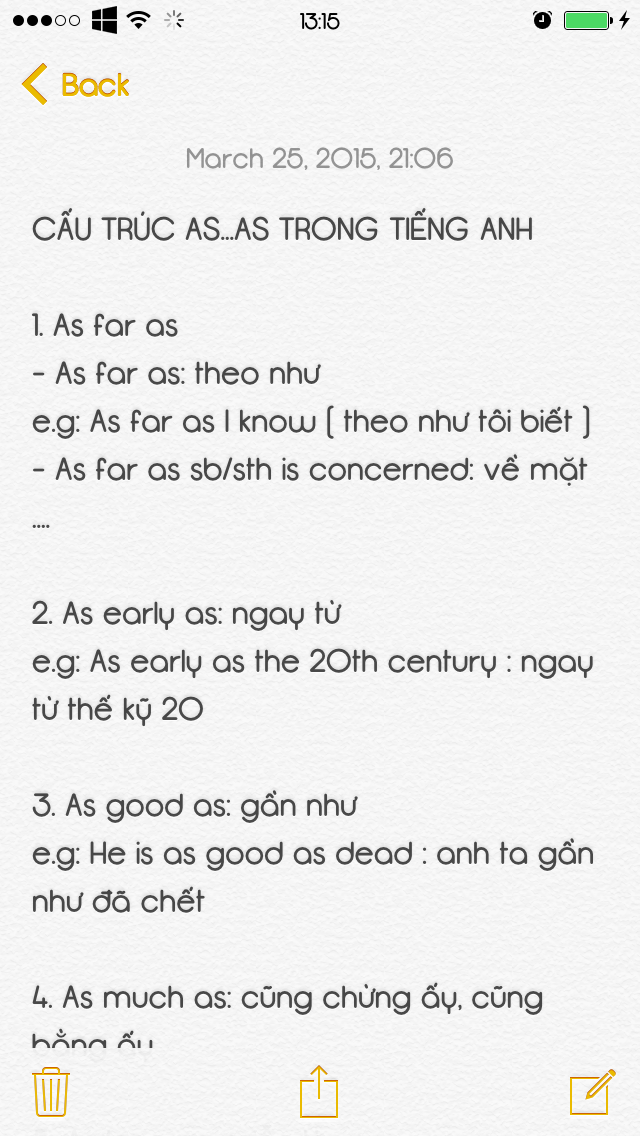 13:15
Back
March 25, 2015, 21:06
CẤU TRÚC AS...AS TRONG TIẾNG ANH
1. As far as
- As far as: theo như
e.g: As far as I know ( theo như tôi biết )
- As far as sb/sth is concerned: về mặt
....
2. As early as: ngay từ
e.g: As early as the 20th century : ngay
từ thế kỹ 20
3. As good as: gần như
e.g: He is as good as dead : anh ta gần
như đã chết
4. As much as: cũng chừng ấy, cũng
bằng ấy